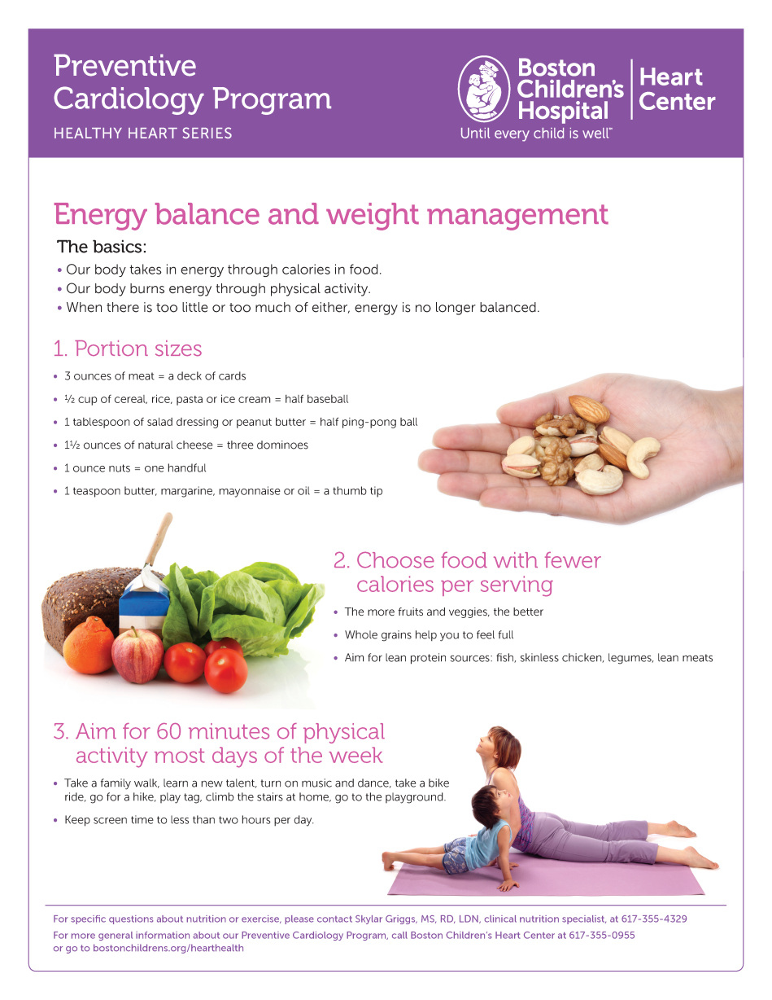 Preventive
Cardiology Program
HEALTHY HEART SERIES
Boston
Children's
Hospital
Until every child is well™
Heart
Center
Energy balance and weight management
The basics:
• Our body takes in energy through calories in food.
• Our body burns energy through physical activity.
• When there is too little or too much of either, energy is no longer balanced.
1. Portion sizes
• 3 ounces of meat = a deck of cards
• ½ cup of cereal, rice, pasta or ice cream = half baseball
• 1 tablespoon of salad dressing or peanut butter = half ping-pong ball
• 1½ ounces of natural cheese = three dominoes
• 1 ounce nuts = one handful
• 1 teaspoon butter, margarine, mayonnaise or oil = a thumb tip
2. Choose food with fewer
calories per serving
• The more fruits and veggies, the better
• Whole grains help you to feel full
• Aim for lean protein sources: fish, skinless chicken, legumes, lean meats
3. Aim for 60 minutes of physical
activity most days of the week
• Take a family walk, learn a new talent, turn on music and dance, take a bike
ride, go for a hike, play tag, climb the stairs at home, go to the playground.
• Keep screen time to less than two hours per day.
For specific questions about nutrition or exercise, please contact Skylar Griggs, MS, RD, LDN, clinical nutrition specialist, at 617-355-4329
For more general information about our Preventive Cardiology Program, call Boston Children's Heart Center at 617-355-0955
or go to bostonchildrens.org/hearthealth